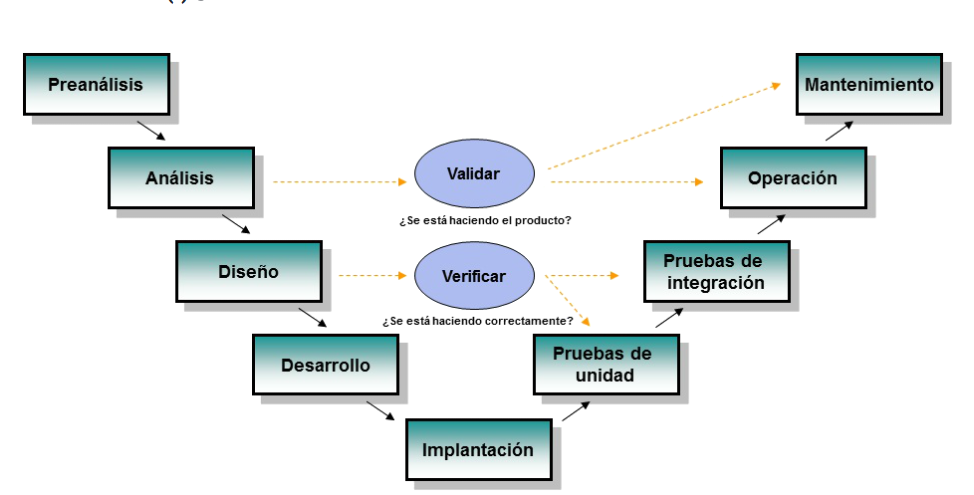 Preanálisis
Mantenimiento
Análisis
Validar
Operación
¿Se está haciendo el producto?
Diseño
Verificar
Pruebas de
integración
¿Se está haciendo correctamente?
Desarrollo
Pruebas de
unidad
Implantación